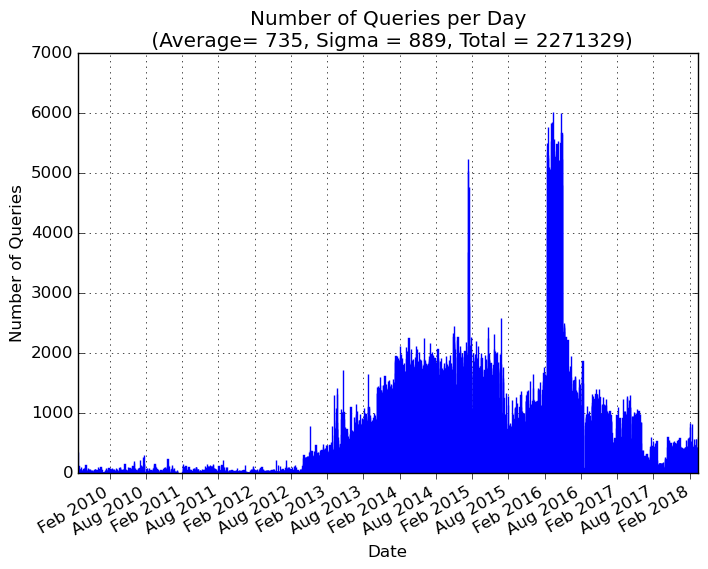 Number of Queries per Day
(Average= 735, Sigma = 889, Total = 2271329)
7000
6000
5000
4000
3000
2000
1000
0
Number of Queries
Feb 2010
Aug 2010
Feb 2011
Aug 2011
Feb 2012
Aug 2012
Feb 2013
Aug 2013
Feb 2014
Aug 2014
Feb 2015
Aug 2015
Feb 2016
Aug 2016
Feb 2017
Aug 2017
Feb 2018
Date